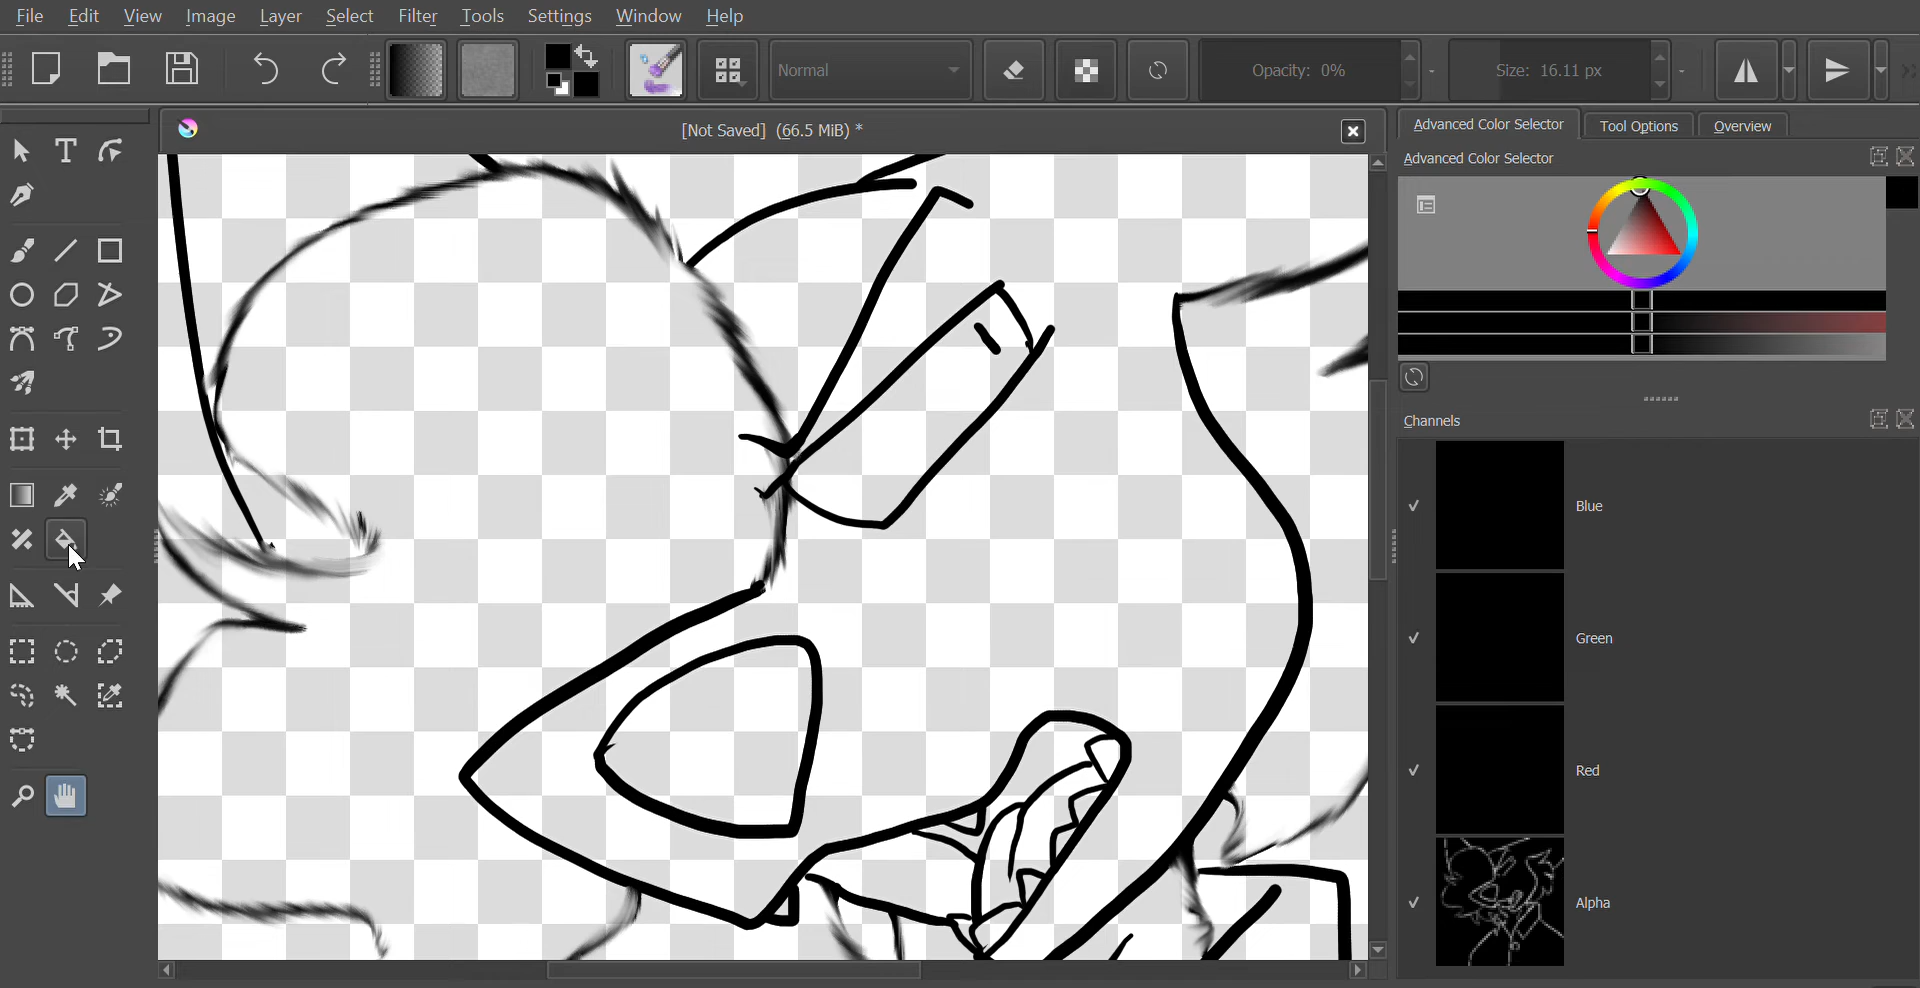 File Edit View Image Layer Select Filter Tools Settings Window Help
Normal Opacity: 0% Size: 16.11 px
[Not Saved] (66.5 MiB) *
Advanced Color Selector Tool Options Overview
Advanced Color Selector
Channels
Blue
Green
Red
Alpha